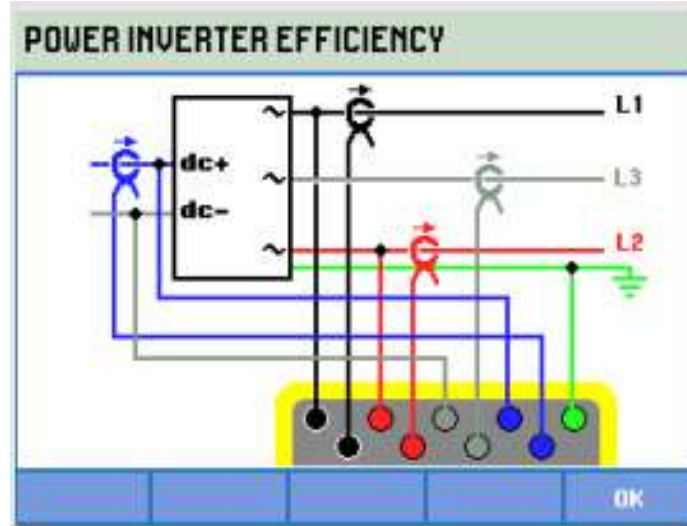 POWER INVERTER EFFICIENCY
~ L1
dc+
~ L3
dc-
~ L2
OK